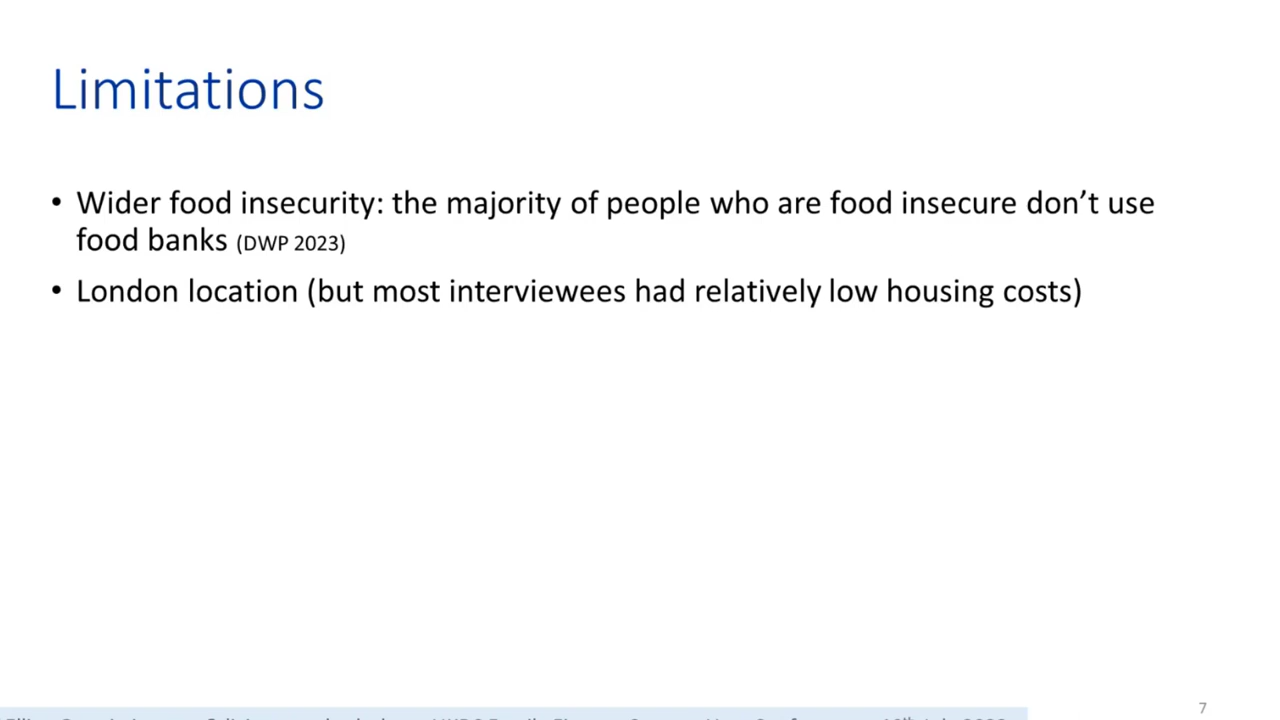 Limitations
• Wider food insecurity: the majority of people who are food insecure don’t use
food banks (DWP 2023)
• London location (but most interviewees had relatively low housing costs)
7